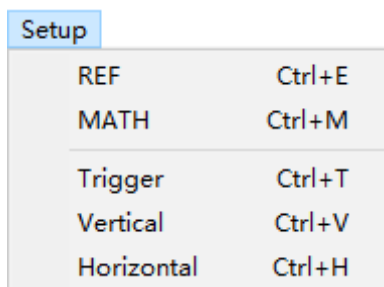 Setup
REF Ctrl+E
MATH Ctrl+M
Trigger Ctrl+T
Vertical Ctrl+V
Horizontal Ctrl+H